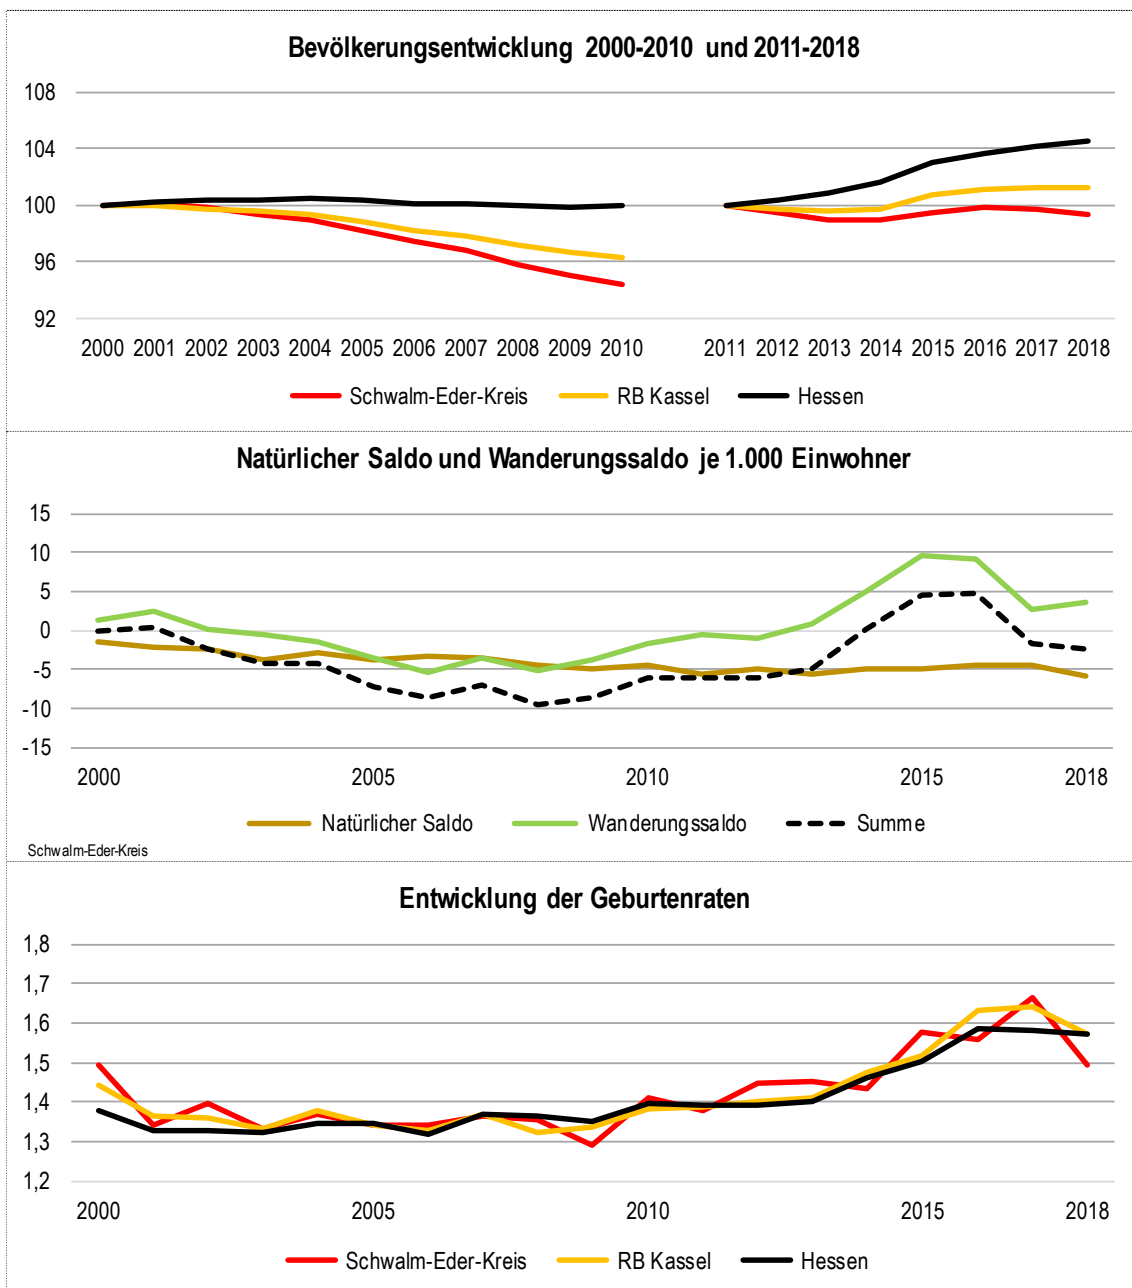 Bevölkerungsentwicklung 2000-2010 und 2011-2018
108
104
100
96
92
2000 2001 2002 2003 2004 2005 2006 2007 2008 2009 2010 2011 2012 2013 2014 2015 2016 2017 2018
Schwalm-Eder-Kreis RB Kassel Hessen
Natürlicher Saldo und Wanderungssaldo je 1.000 Einwohner
15
10
5
0
-5
-10
-15
2000 2005 2010 2015 2018
Natürlicher Saldo Wanderungssaldo Summe
Schwalm-Eder-Kreis
Entwicklung der Geburtenraten
1,8
1,7
1,6
1,5
1,4
1,3
1,2
2000 2005 2010 2015 2018
Schwalm-Eder-Kreis RB Kassel Hessen